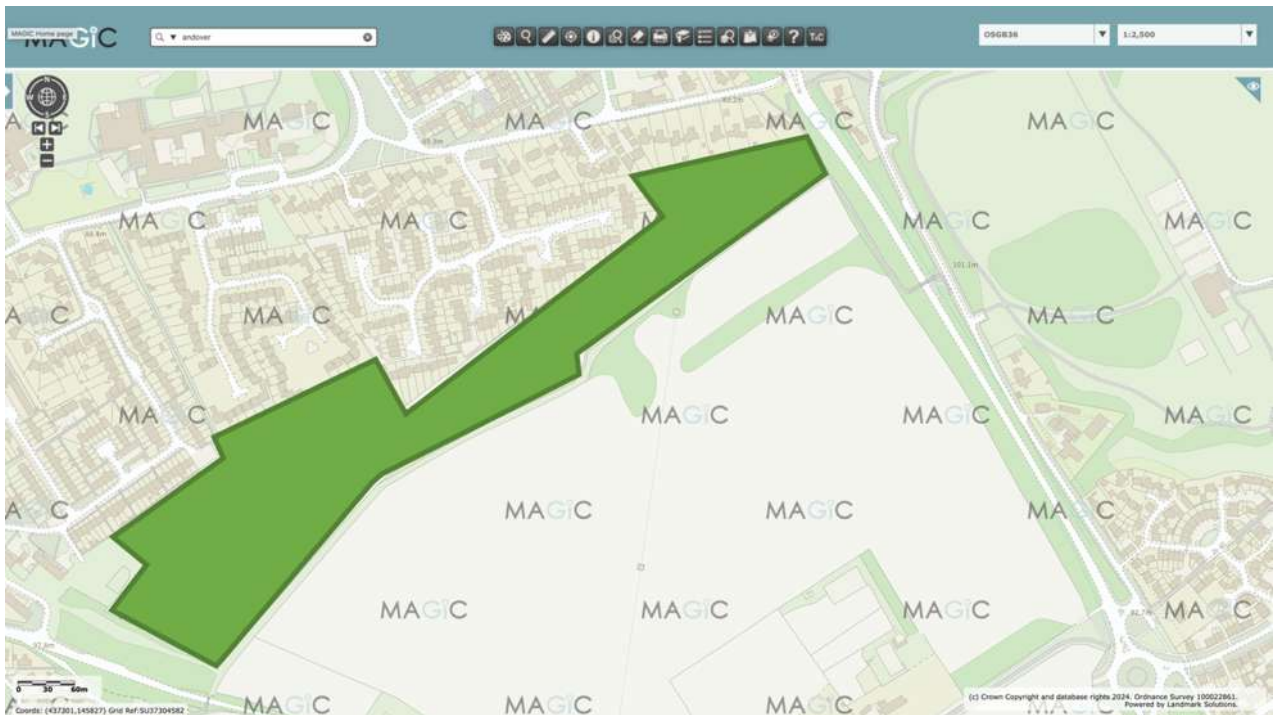 MAGIC Home page
MAGiC
andover
?
T&C
OSGB36
1:2,500
N
W
MAGiC MAGiC MAGiC MAGiC
MAGiC MAGiC MAGiC MAGiC
101.1m
MAGiC MAGiC MAGiC
MAGiC MAGiC MAGiC MAGiC
MAGiC MAGiC MAGiC
MAGiC MAGiC MAGiC MAGiC
0 30 60m
MAGiC MAGiC MAGiC
Coords: (437301,145827) Grid Ref:SU37304582
(c) Crown Copyright and database rights 2024. Ordnance Survey 100022861.
Powered by Landmark Solutions.